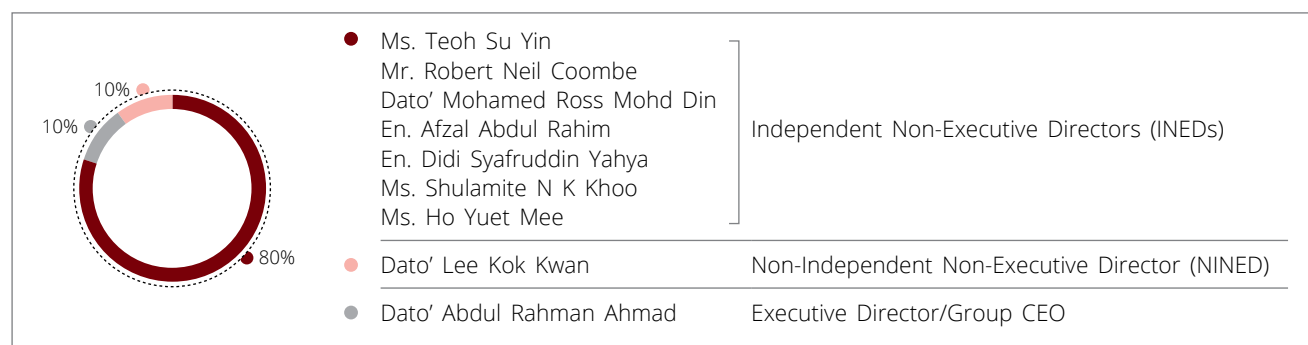 10%
10%
80%
Ms. Teoh Su Yin
Mr. Robert Neil Coombe
Dato’ Mohamed Ross Mohd Din
En. Afzal Abdul Rahim
En. Didi Syafruddin Yahya
Ms. Shulamite N K Khoo
Ms. Ho Yuet Mee
Independent Non-Executive Directors (INEDs)
Dato’ Lee Kok Kwan Non-Independent Non-Executive Director (NINED)
Dato’ Abdul Rahman Ahmad Executive Director/Group CEO